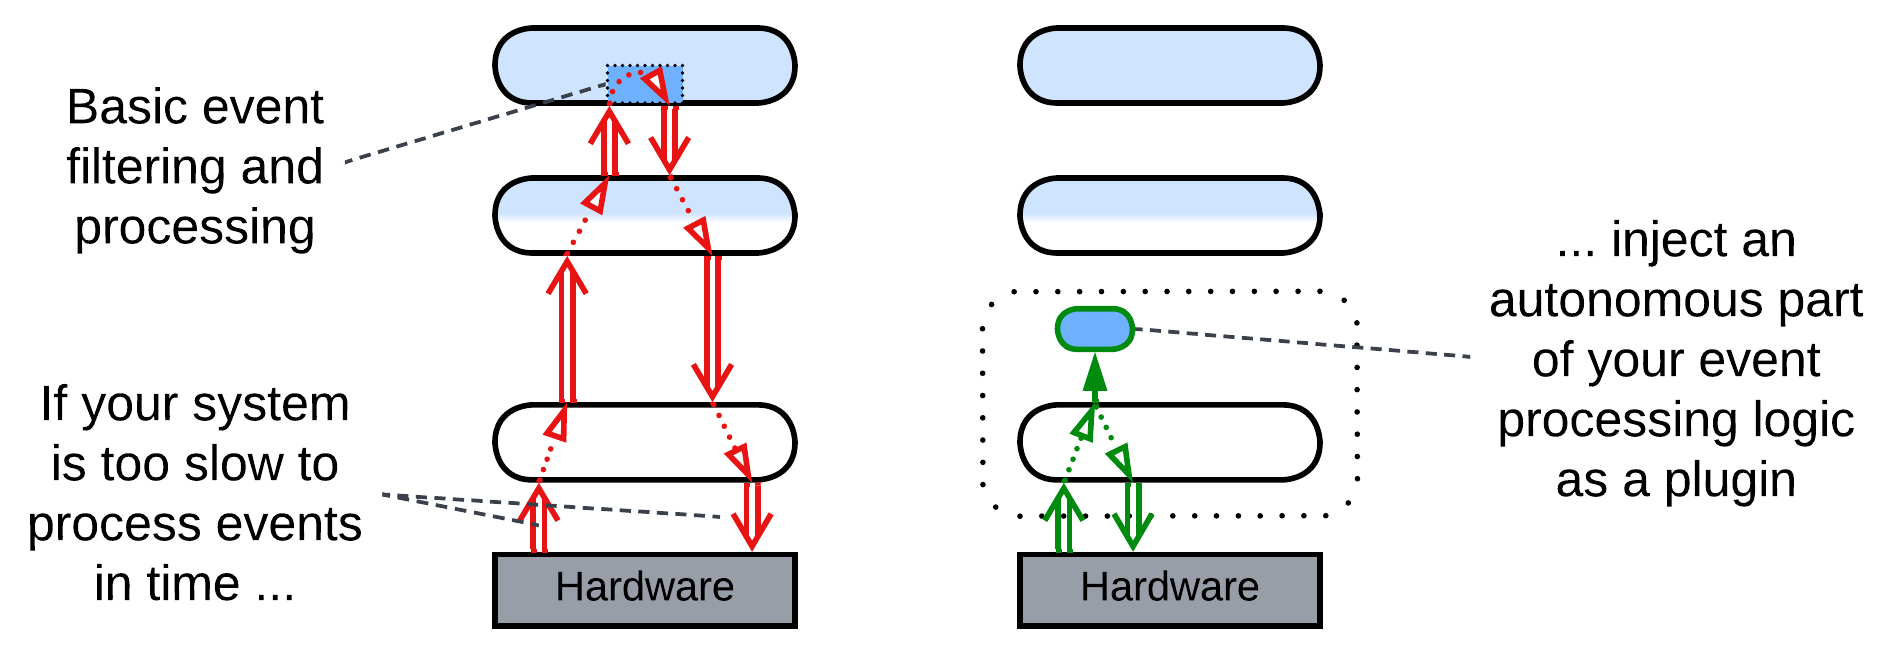 Basic event
filtering and
processing
If your system
is too slow to
process events
in time ...
Hardware
Hardware
... inject an
autonomous part
of your event
processing logic
as a plugin